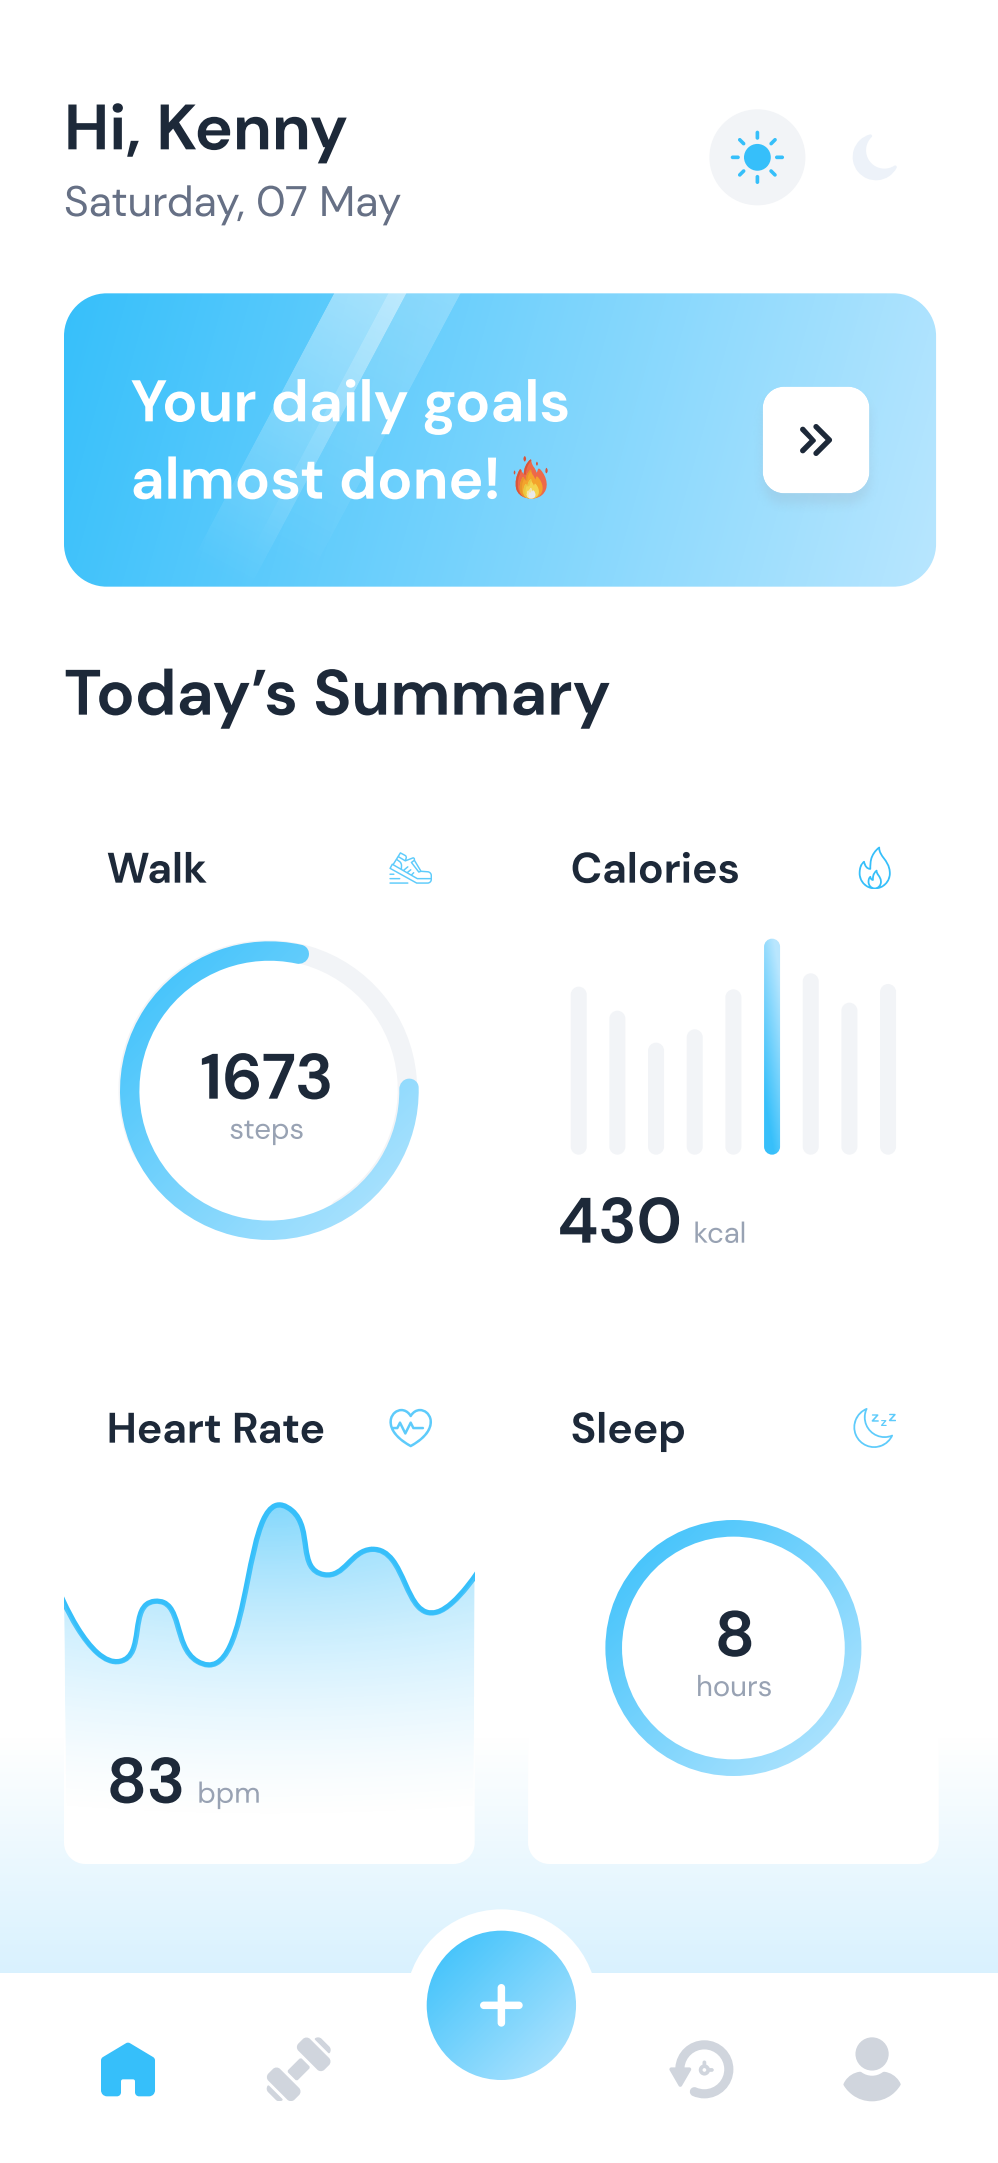 Hi, Kenny
Saturday, 07 May
Your daily goals
almost done! 🔥
Today’s Summary
Walk
1673
steps
Calories
430 kcal
Heart Rate
83 bpm
Sleep
zzz
8
hours